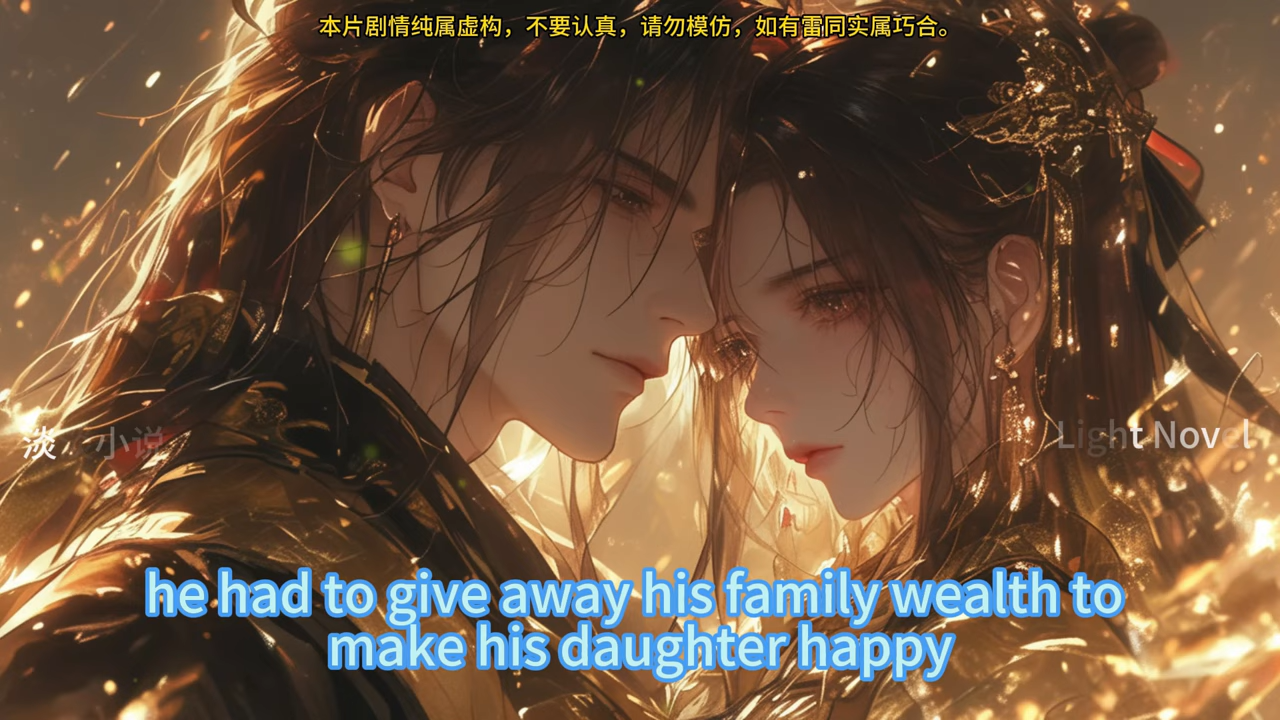 本片剧情纯属虚构，不要认真，请勿模仿，如有雷同实属巧合。
淡 小说
Light Novel
he had to give away his family wealth to
make his daughter happy